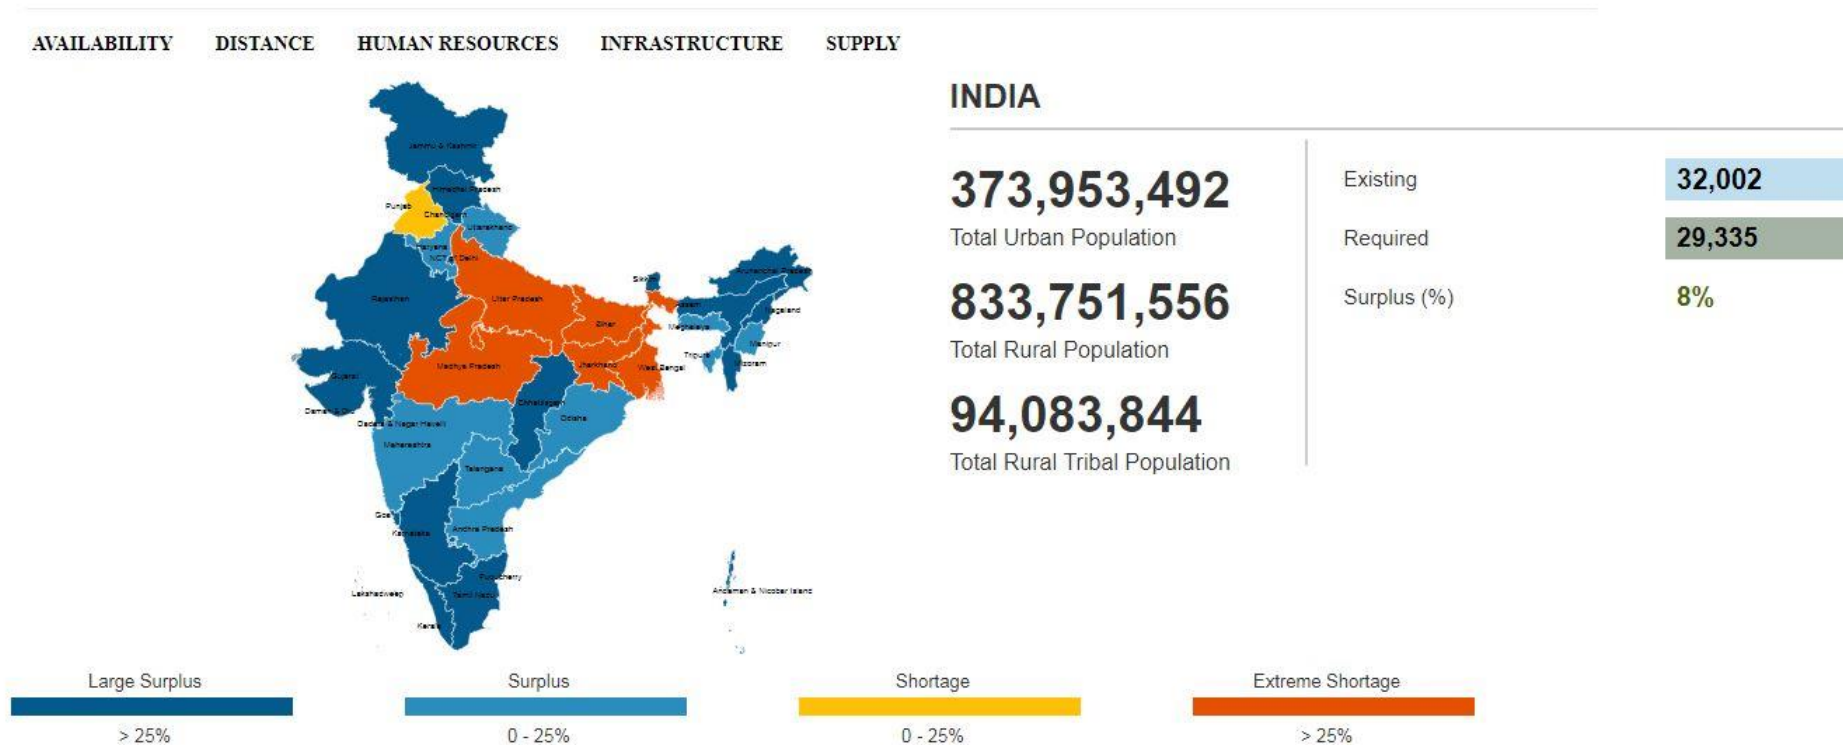 AVAILABILITY DISTANCE HUMAN RESOURCES INFRASTRUCTURE SUPPLY
INDIA
373,953,492
Total Urban Population
833,751,556
Total Rural Population
94,083,844
Total Rural Tribal Population
Existing 32,002
Required 29,335
Surplus (%) 8%
Jammu & Kashmir
Himachal Pradesh
Punjab
Chandigarh
Uttarakhand
Haryana
NCT of Delhi
Rajasthan
Uttar Pradesh
Sikkim
Arunanchal Pradesh
Assam
Nagaland
Bihar
Meghalaya
Manipur
Tripura
Mizoram
Gujarat
Madhya Pradesh
Jharkhand
West Bengal
Daman & Diu
Chhattisgarh
Dadara & Nagar Haveli
Odisha
Maharashtra
Telangana
Goa
Karnataka
Andhra Pradesh
Puducherry
Lakshadweep
Tamil Nadu
Andaman & Nicobar Island
Kerala
Large Surplus Surplus Shortage Extreme Shortage
> 25% 0 - 25% 0 - 25% > 25%